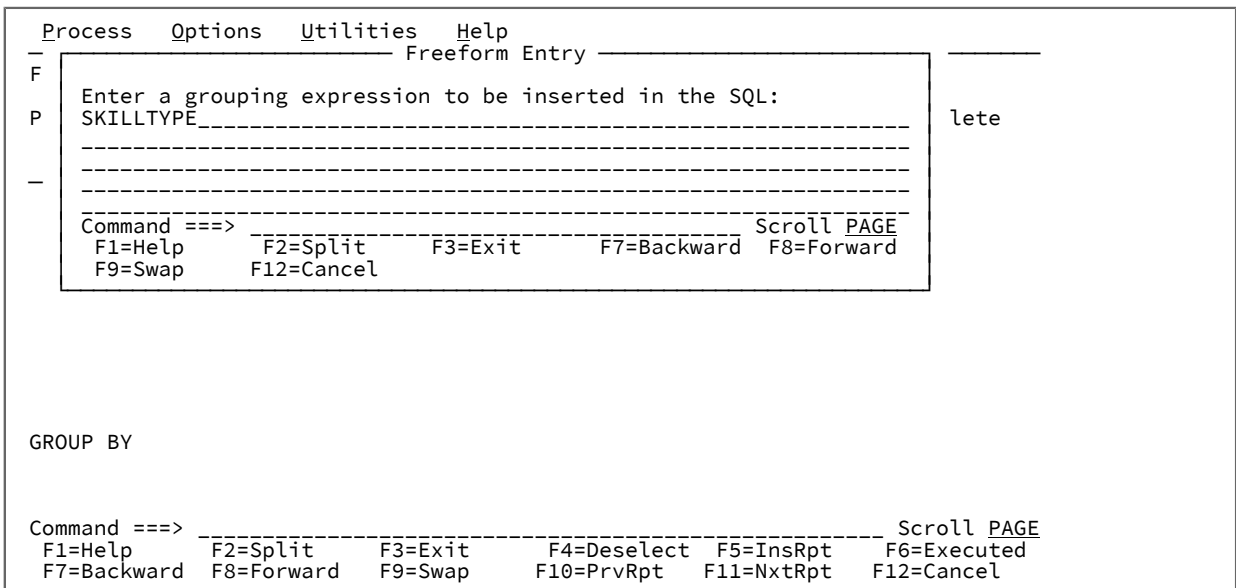 Process   Options   Utilities   Help
Freeform Entry
F
Enter a grouping expression to be inserted in the SQL:
P   SKILLTYPE_______________________________________________________   lete
Command ===> ______________________________________ Scroll PAGE
F1=Help      F2=Split     F3=Exit      F7=Backward  F8=Forward
F9=Swap     F12=Cancel
GROUP BY
Command ===> _____________________________________________________ Scroll PAGE
F1=Help      F2=Split     F3=Exit      F4=Deselect  F5=InsRpt    F6=Executed
F7=Backward  F8=Forward   F9=Swap     F10=PrvRpt   F11=NxtRpt   F12=Cancel